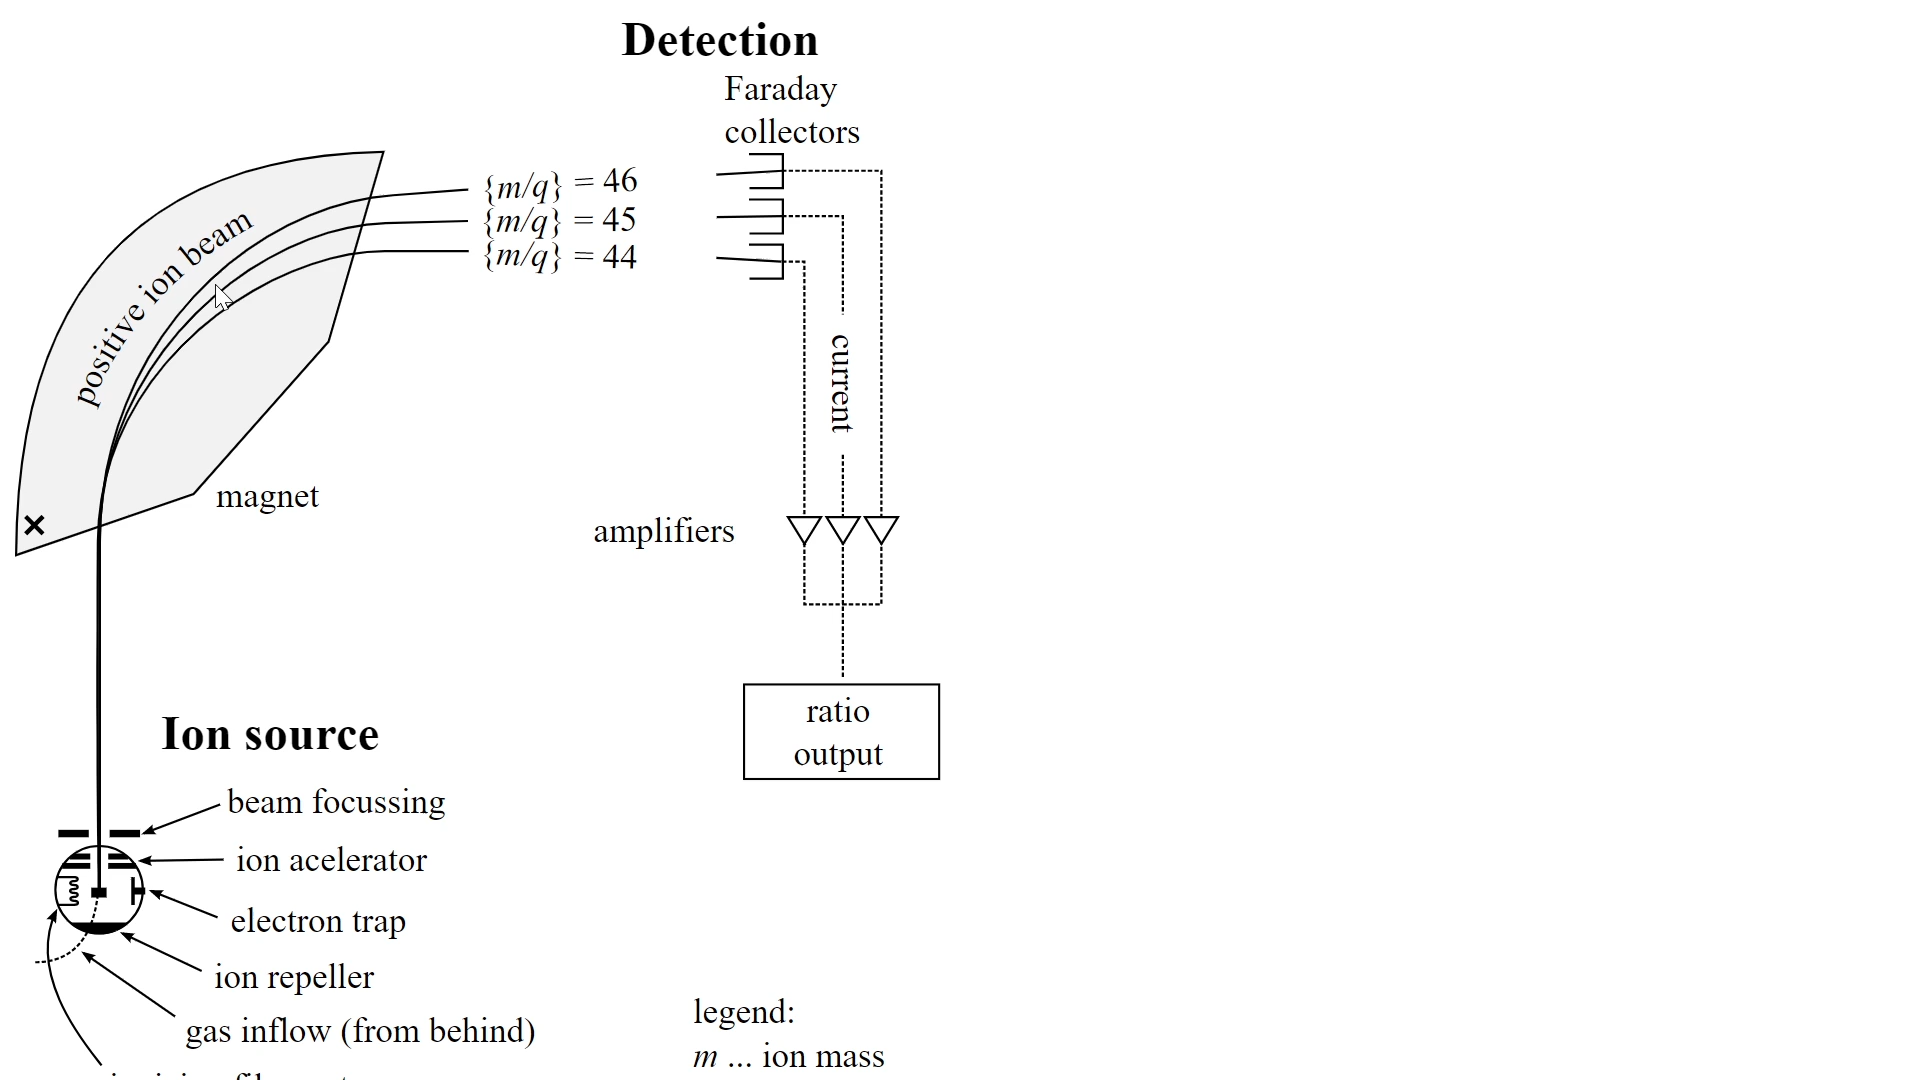 Detection
Faraday
collectors
{m/q} = 46
{m/q} = 45
{m/q} = 44
positive ion beam
current
magnet
amplifiers
ratio
output
Ion source
beam focussing
ion acelerator
electron trap
ion repeller
gas inflow (from behind)
legend:
m ... ion mass